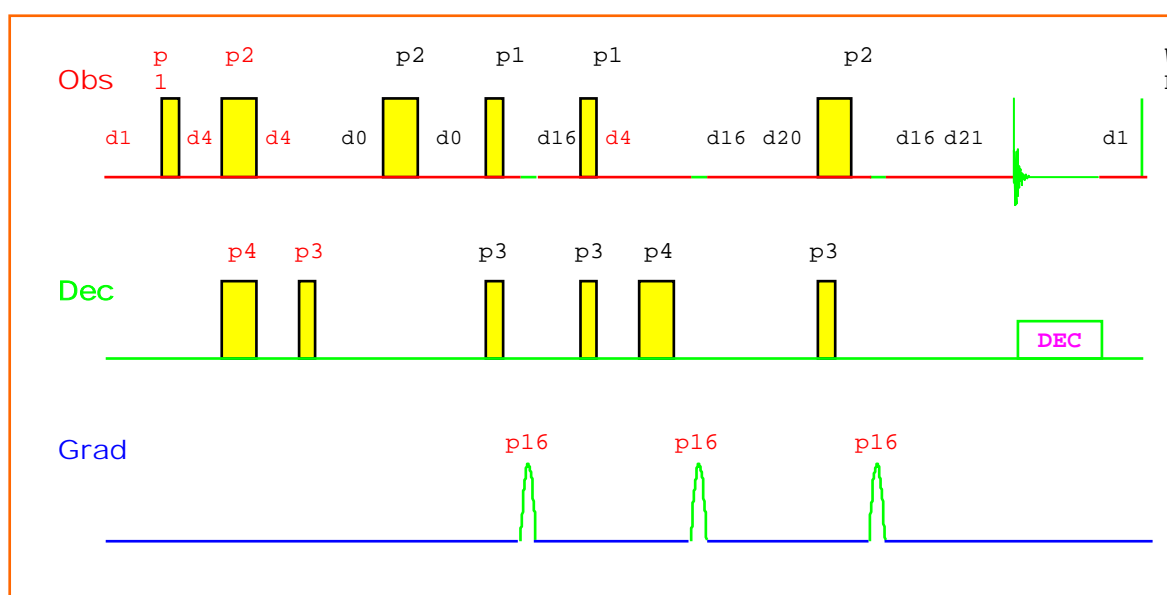 p p2 p2 p1 p1 p2
Obs 1
d1 d4 d4 d0 d0 d16 d4 d16 d20 d16 d21 d1
p4 p3 p3 p3 p4 p3
Dec
DEC
Grad p16 p16 p16